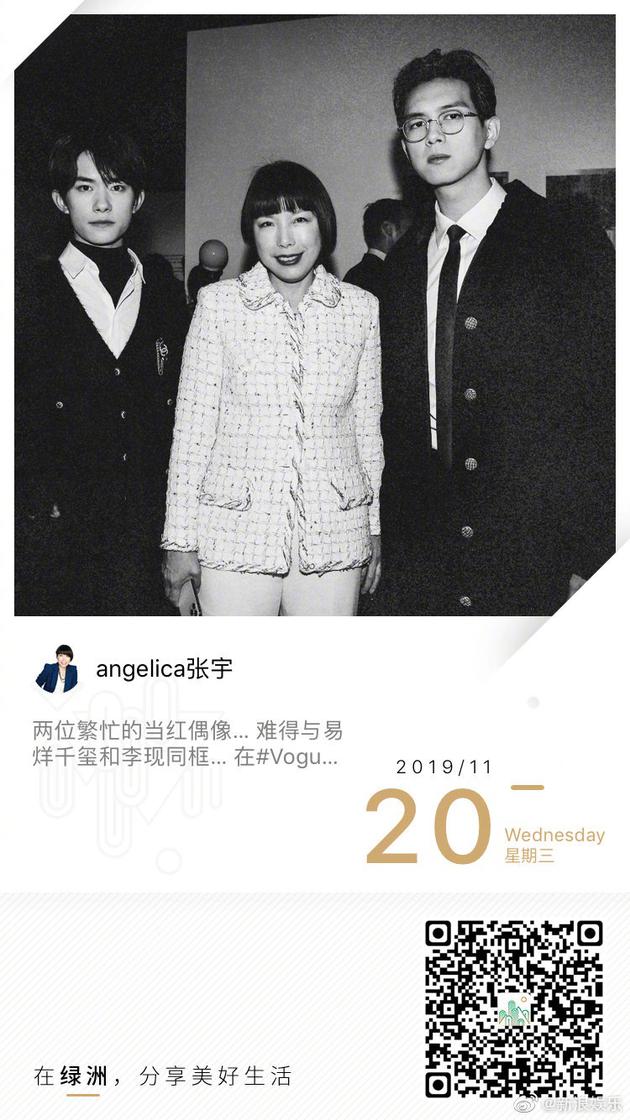 angelica张宇
两位繁忙的当红偶像... 难得与易
烊千玺和李现同框... 在#Vogu...
2019/11
20
Wednesday
星期三
在绿洲，分享美好生活
@新浪娱乐